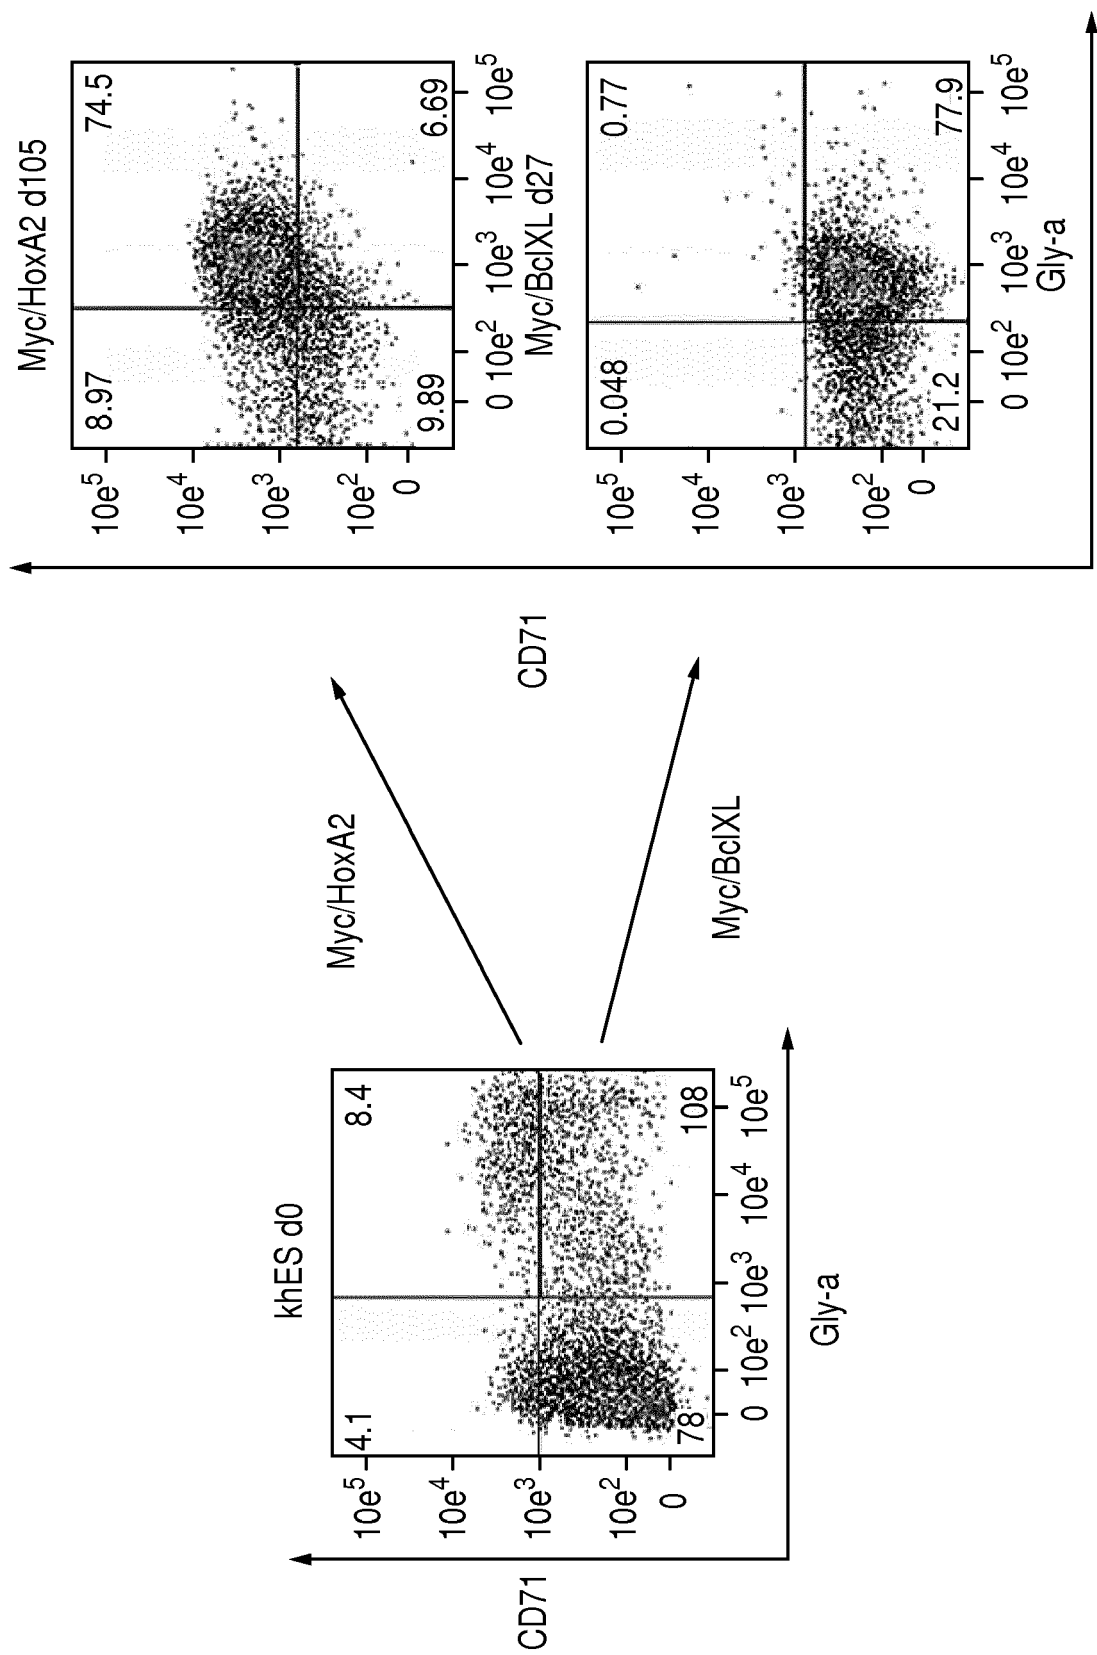 khES d0
4.1 8.4
78 108
10e5
10e4
10e3
10e2
0
CD71
0 10e2 10e3 10e4 10e5
Gly-a
Myc/HoxA2
Myc/BclXL
CD71
Myc/HoxA2 d105
8.97 74.5
9.89 6.69
10e5
10e4
10e3
10e2
0
0 10e2 10e3 10e4 10e5
Myc/BclXL d27
0.048 0.77
21.2 77.9
10e5
10e4
10e3
10e2
0
0 10e2 10e3 10e4 10e5
Gly-a